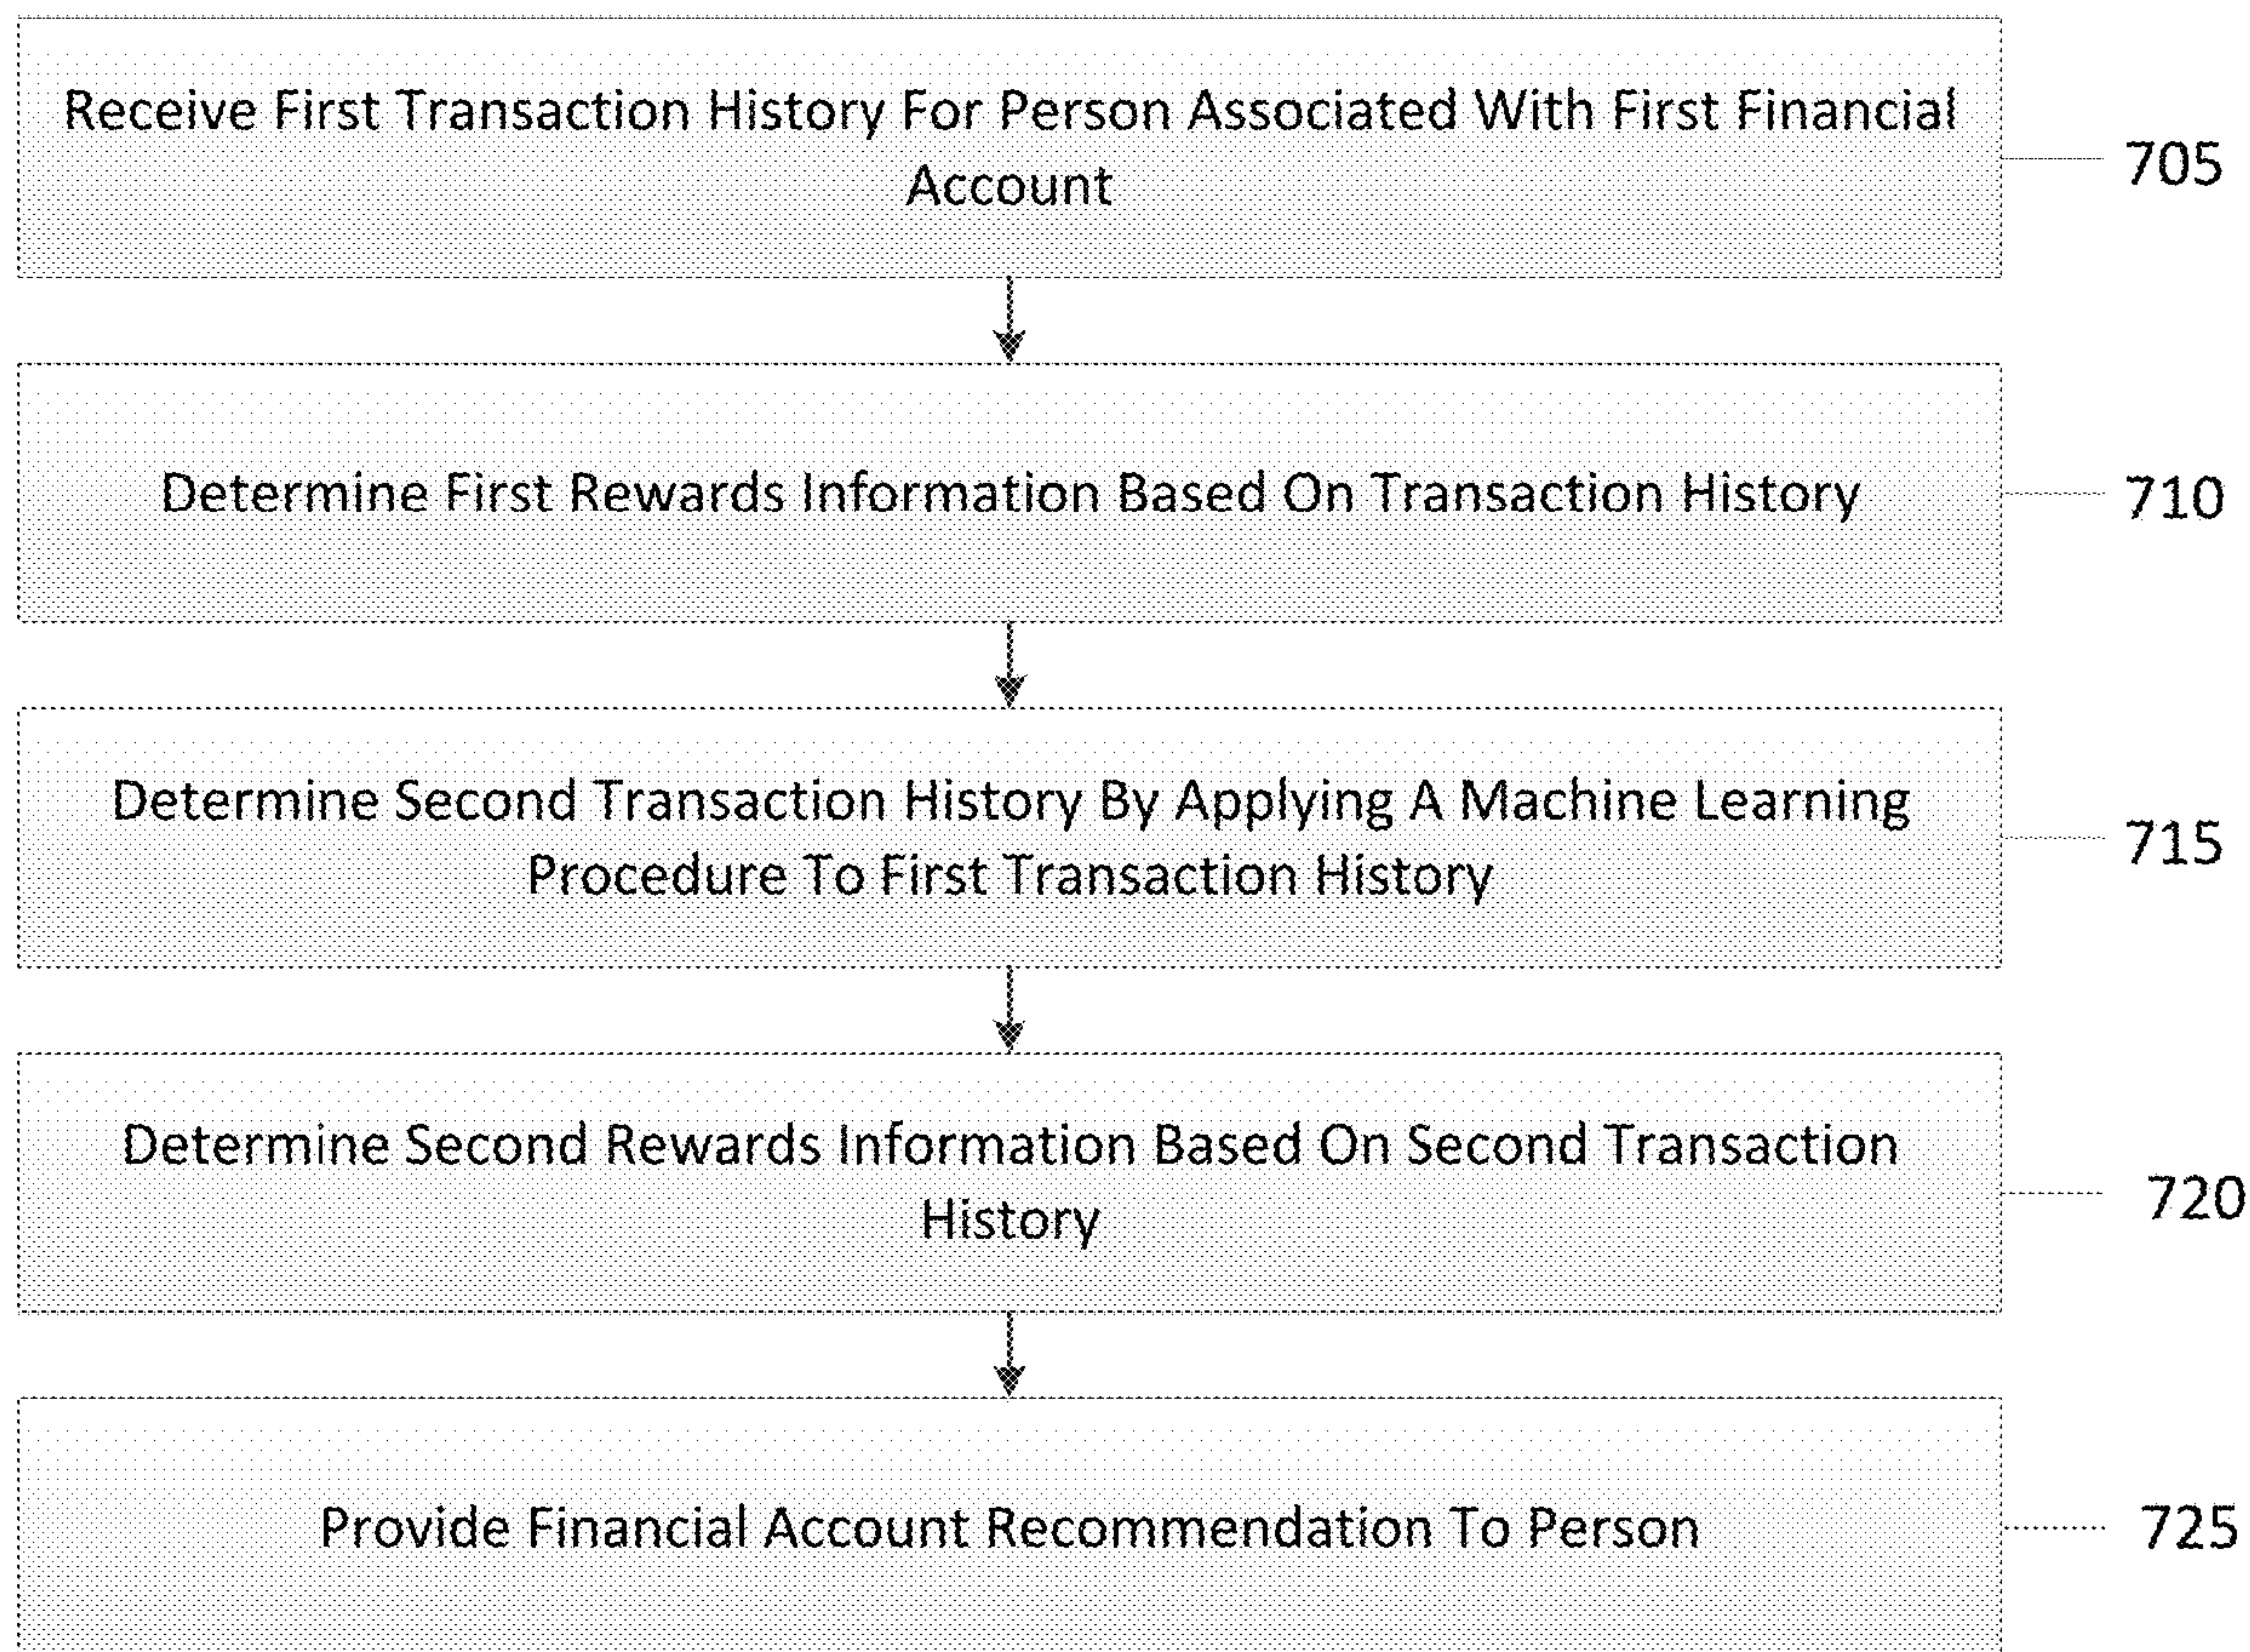 Receive First Transaction History For Person Associated With First Financial
Account
705
Determine First Rewards Information Based On Transaction History
710
Determine Second Transaction History By Applying A Machine Learning
Procedure To First Transaction History
715
Determine Second Rewards Information Based On Second Transaction
History
720
Provide Financial Account Recommendation To Person
725